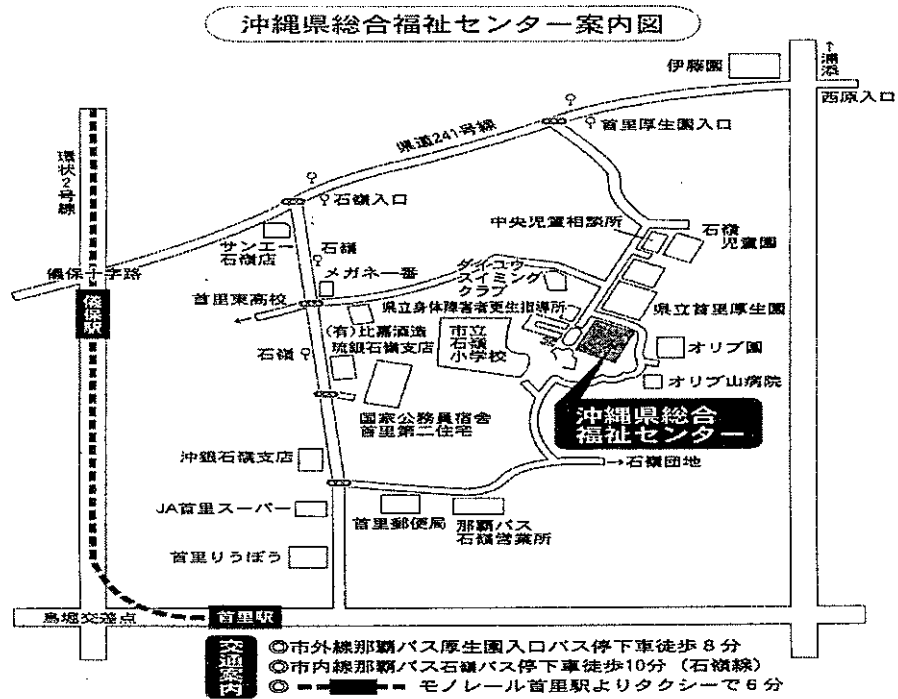 沖縄県総合福祉センター案内図
伊藤園
↑浦添
西原入口
首里厚生園入口
県道241号線
環状2号線
石嶺入口
中央児童相談所
石嶺
児童園
サンエー
石嶺店
石嶺
メガネ一番
ダイコウ
スイミング
クラブ
儀保十字路
首里東高校
県立身体障害者更生指導所
県立首里厚生園
儀保駅
(有)比嘉酒造
琉銀石嶺支店
市立
石嶺
小学校
石嶺
オリブ園
オリブ山病院
国家公務員宿舎
首里第二住宅
沖縄県総合
福祉センター
沖銀石嶺支店
→石嶺団地
JA首里スーパー
首里郵便局
那覇バス
石嶺営業所
首里りうぼう
鳥堀交差点
首里駅
交通案内
◎市外線那覇バス厚生園入口バス停下車徒歩8分
◎市内線那覇バス石嶺バス停下車徒歩10分（石嶺線）
◎モノレール首里駅よりタクシーで6分